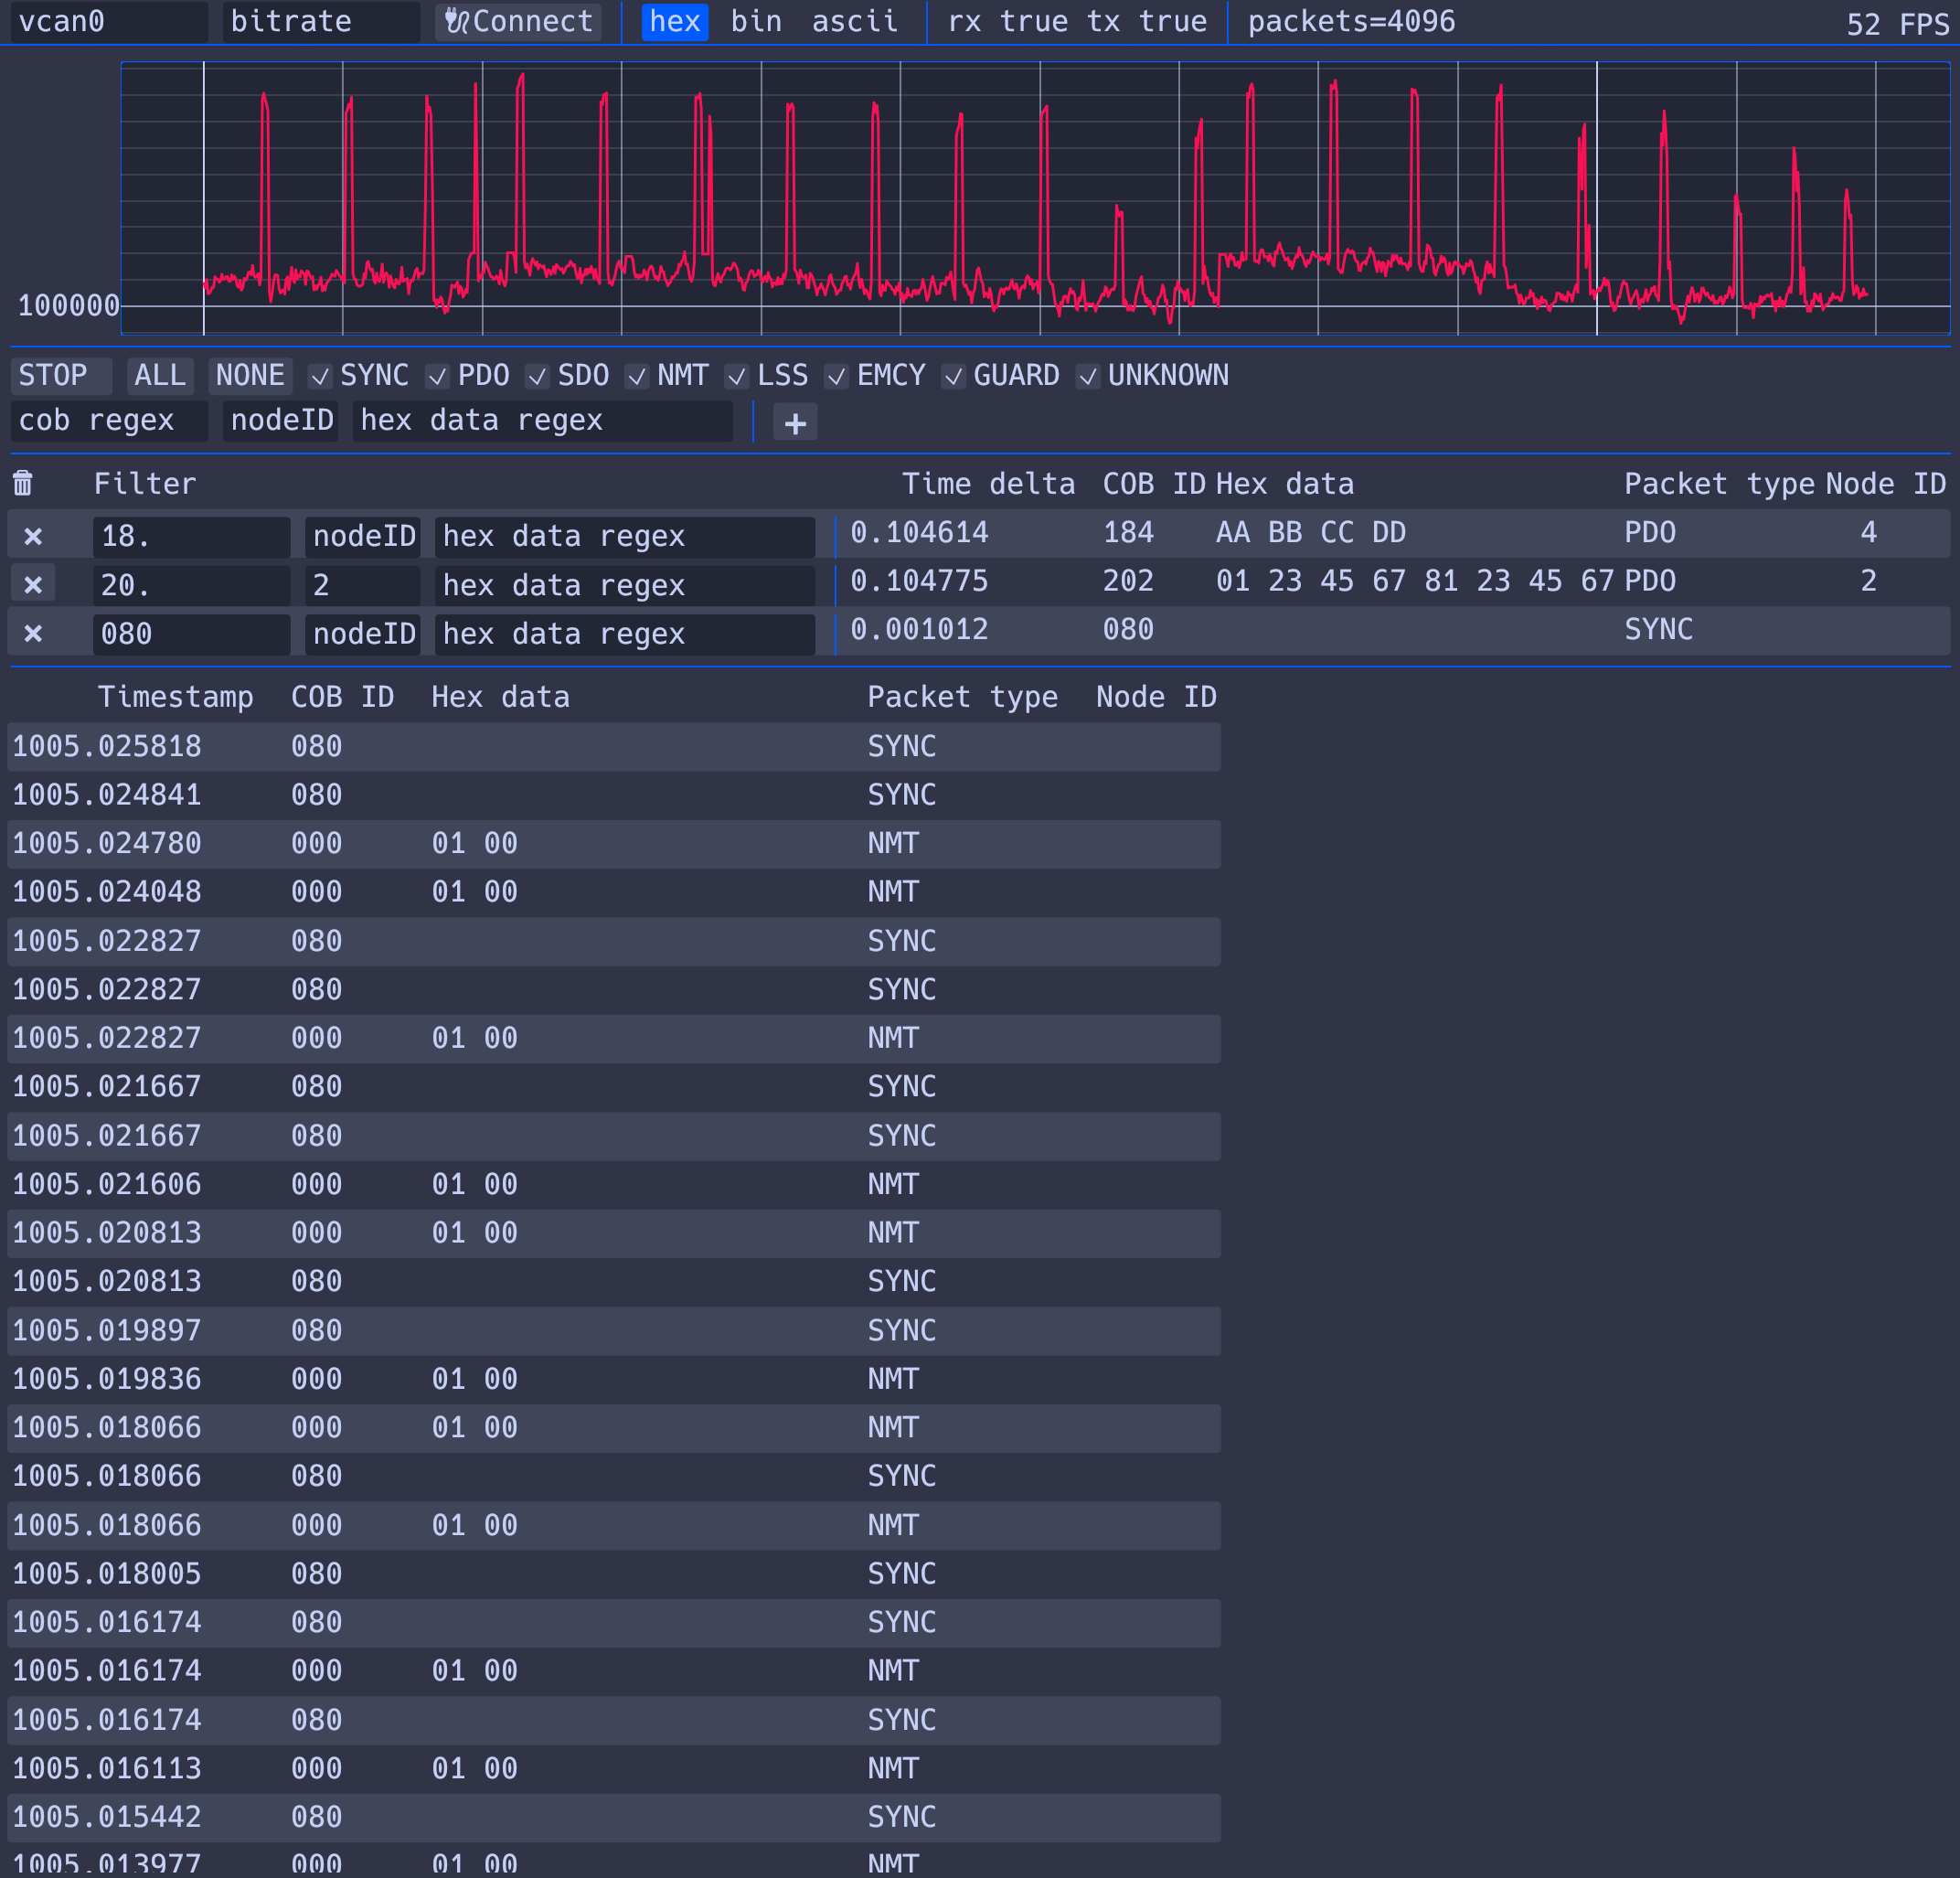 vcan0 bitrate Connect hex bin ascii rx true tx true packets=4096 52 FPS
100000
STOP ALL NONE SYNC PDO SDO NMT LSS EMCY GUARD UNKNOWN
cob regex nodeID hex data regex +
Filter Time delta COB ID Hex data Packet type Node ID
× 18. nodeID hex data regex 0.104614 184 AA BB CC DD PDO 4
× 20. 2 hex data regex 0.104775 202 01 23 45 67 81 23 45 67 PDO 2
× 080 nodeID hex data regex 0.001012 080 SYNC
Timestamp COB ID Hex data Packet type Node ID
1005.025818 080 SYNC
1005.024841 080 SYNC
1005.024780 000 01 00 NMT
1005.024048 000 01 00 NMT
1005.022827 080 SYNC
1005.022827 080 SYNC
1005.022827 000 01 00 NMT
1005.021667 080 SYNC
1005.021667 080 SYNC
1005.021606 000 01 00 NMT
1005.020813 000 01 00 NMT
1005.020813 080 SYNC
1005.019897 080 SYNC
1005.019836 000 01 00 NMT
1005.018066 000 01 00 NMT
1005.018066 080 SYNC
1005.018066 000 01 00 NMT
1005.018005 080 SYNC
1005.016174 080 SYNC
1005.016174 000 01 00 NMT
1005.016174 080 SYNC
1005.016113 000 01 00 NMT
1005.015442 080 SYNC
1005.013977 000 01 00 NMT